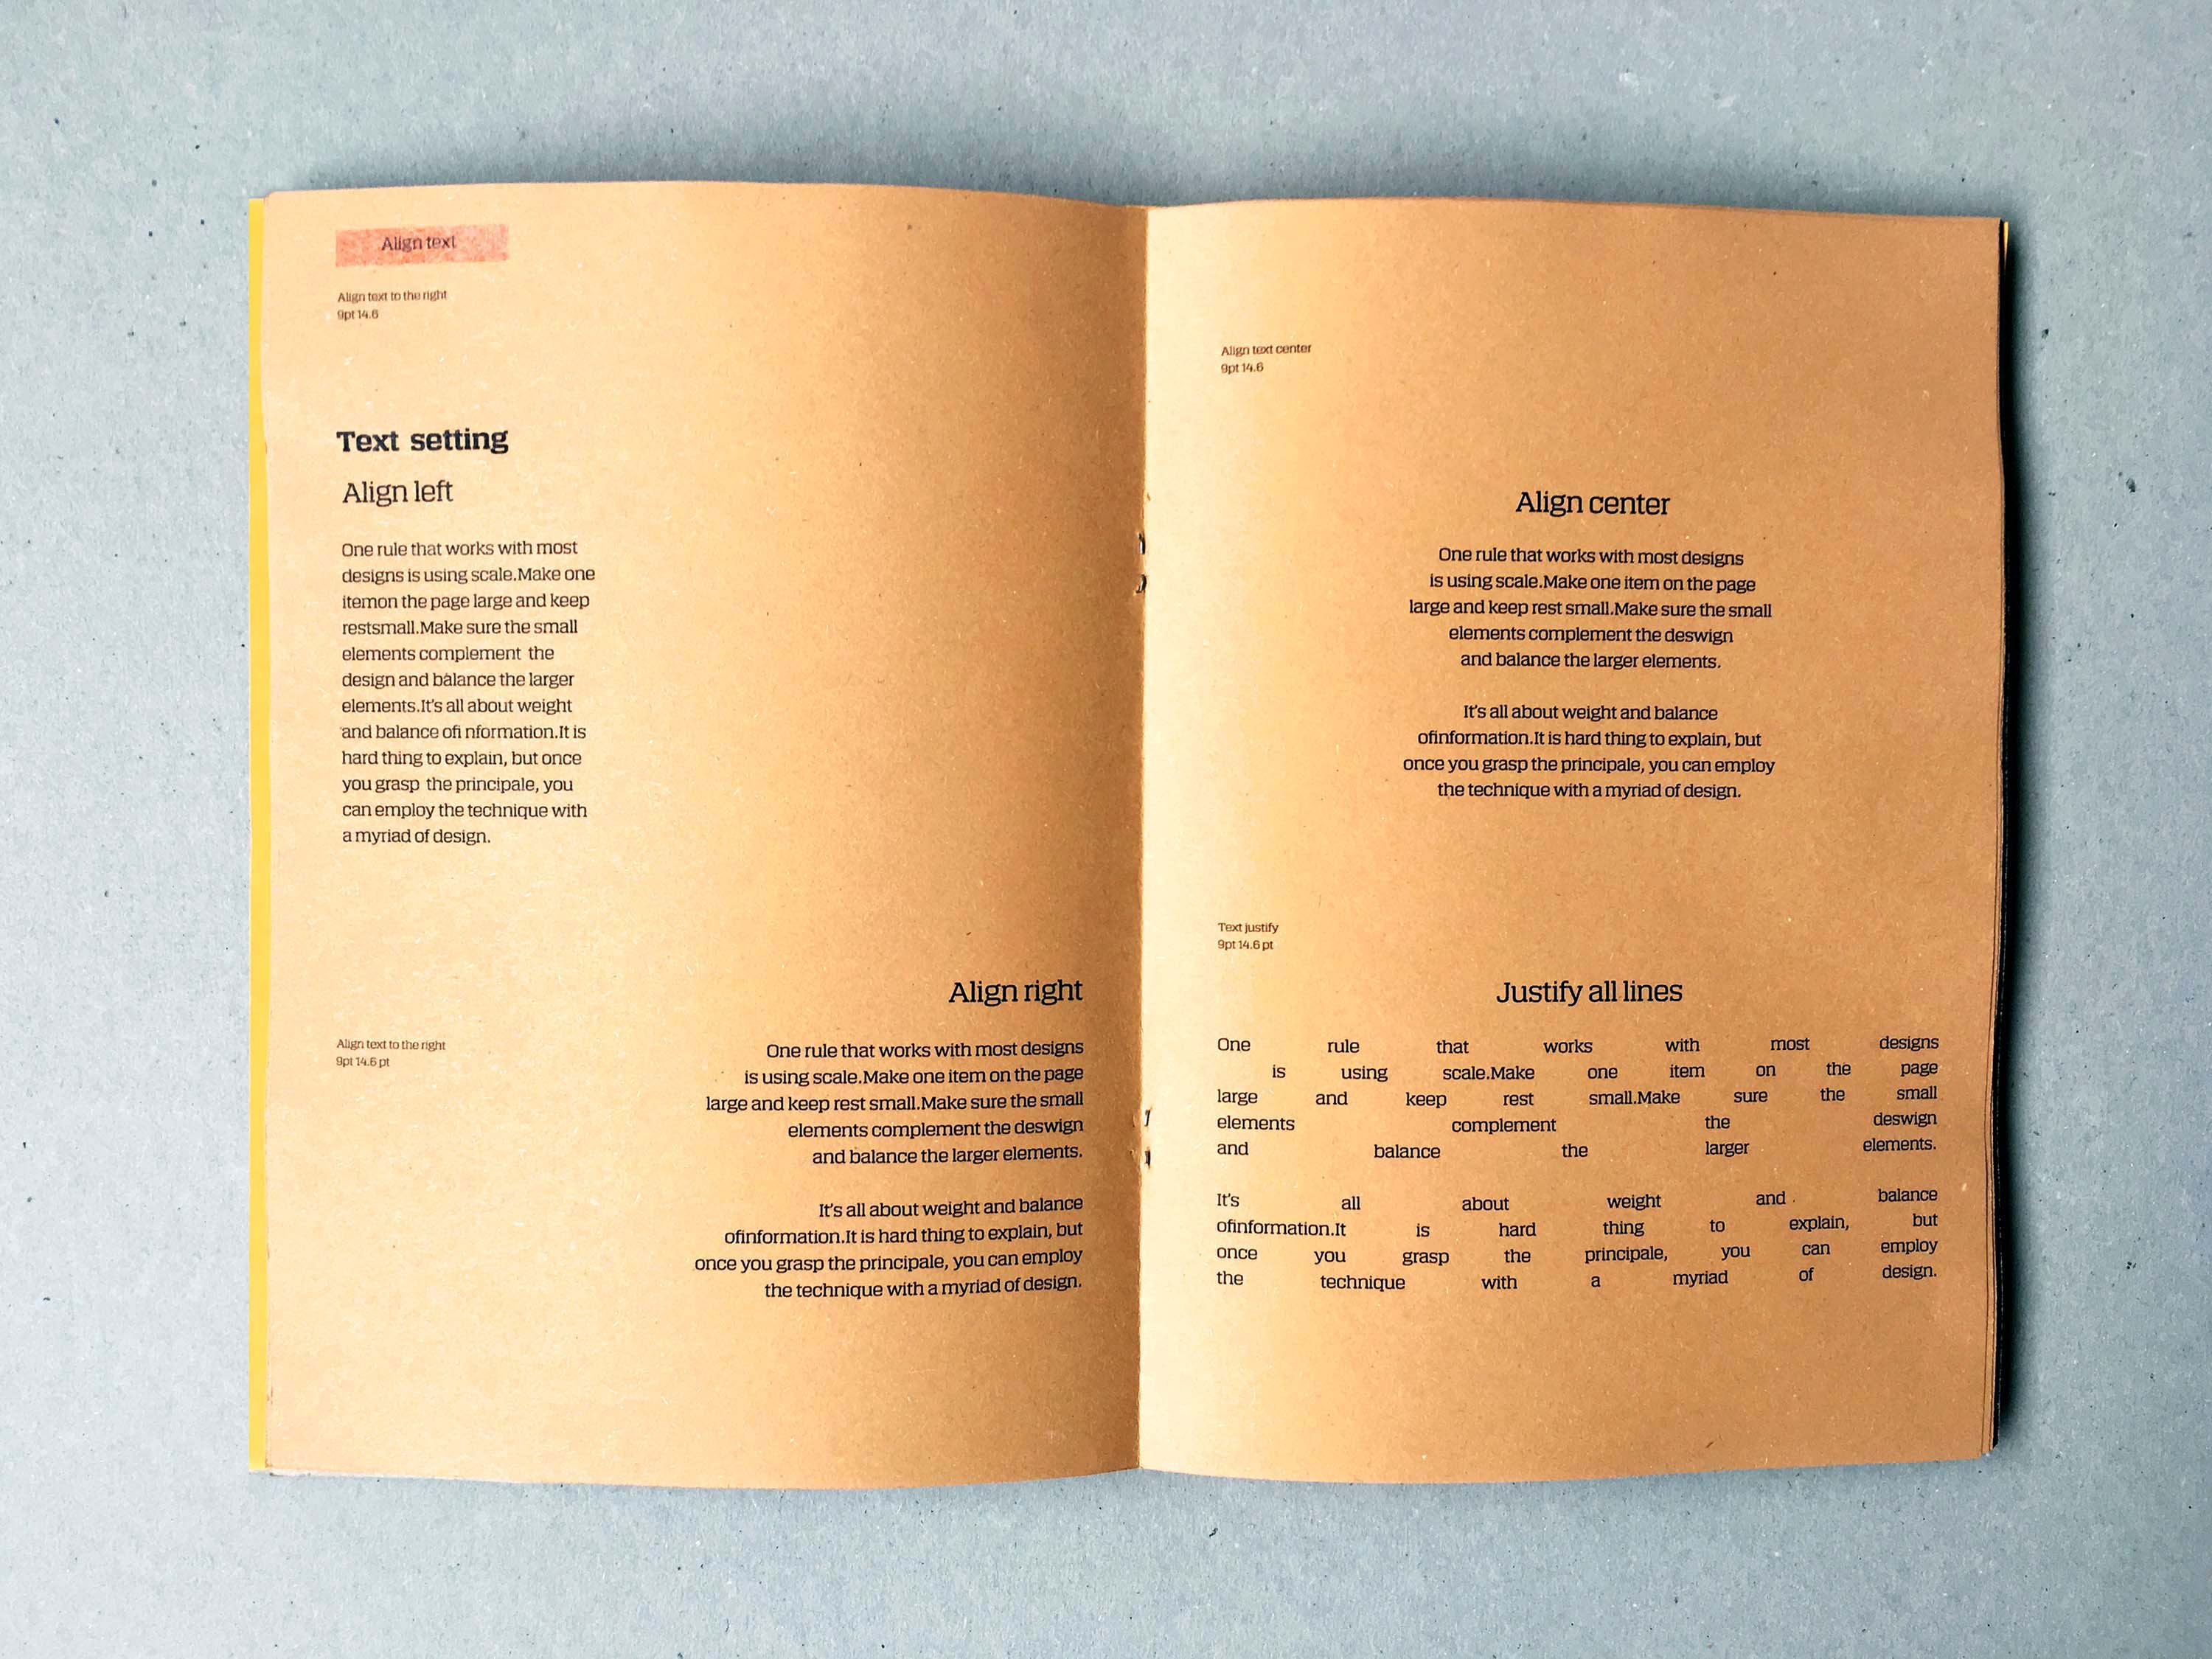 Align text
Align text to the right
9pt 14.6
Text setting
Align left
One rule that works with most
designs is using scale.Make one
itemon the page large and keep
restsmall.Make sure the small
elements complement the
design and balance the larger
elements.It's all about weight
and balance ofi nformation.It is
hard thing to explain, but once
you grasp the principale, you
can employ the technique with
a myriad of design.
Align right
Align text to the right
9pt 14.6 pt
One rule that works with most designs
is using scale.Make one item on the page
large and keep rest small.Make sure the small
elements complement the deswign
and balance the larger elements.
It's all about weight and balance
ofinformation.It is hard thing to explain, but
once you grasp the principale, you can employ
the technique with a myriad of design.
Align text center
9pt 14.6
Align center
One rule that works with most designs
is using scale.Make one item on the page
large and keep rest small.Make sure the small
elements complement the deswign
and balance the larger elements.
It's all about weight and balance
ofinformation.It is hard thing to explain, but
once you grasp the principale, you can employ
the technique with a myriad of design.
Text justify
9pt 14.6 pt
Justify all lines
One rule that works with most designs
is using scale.Make one item on the page
large and keep rest small.Make sure the small
elements complement the deswign
and balance the larger elements.
It's all about weight and balance
ofinformation.It is hard thing to explain, but
once you grasp the principale, you can employ
the technique with a myriad of design.